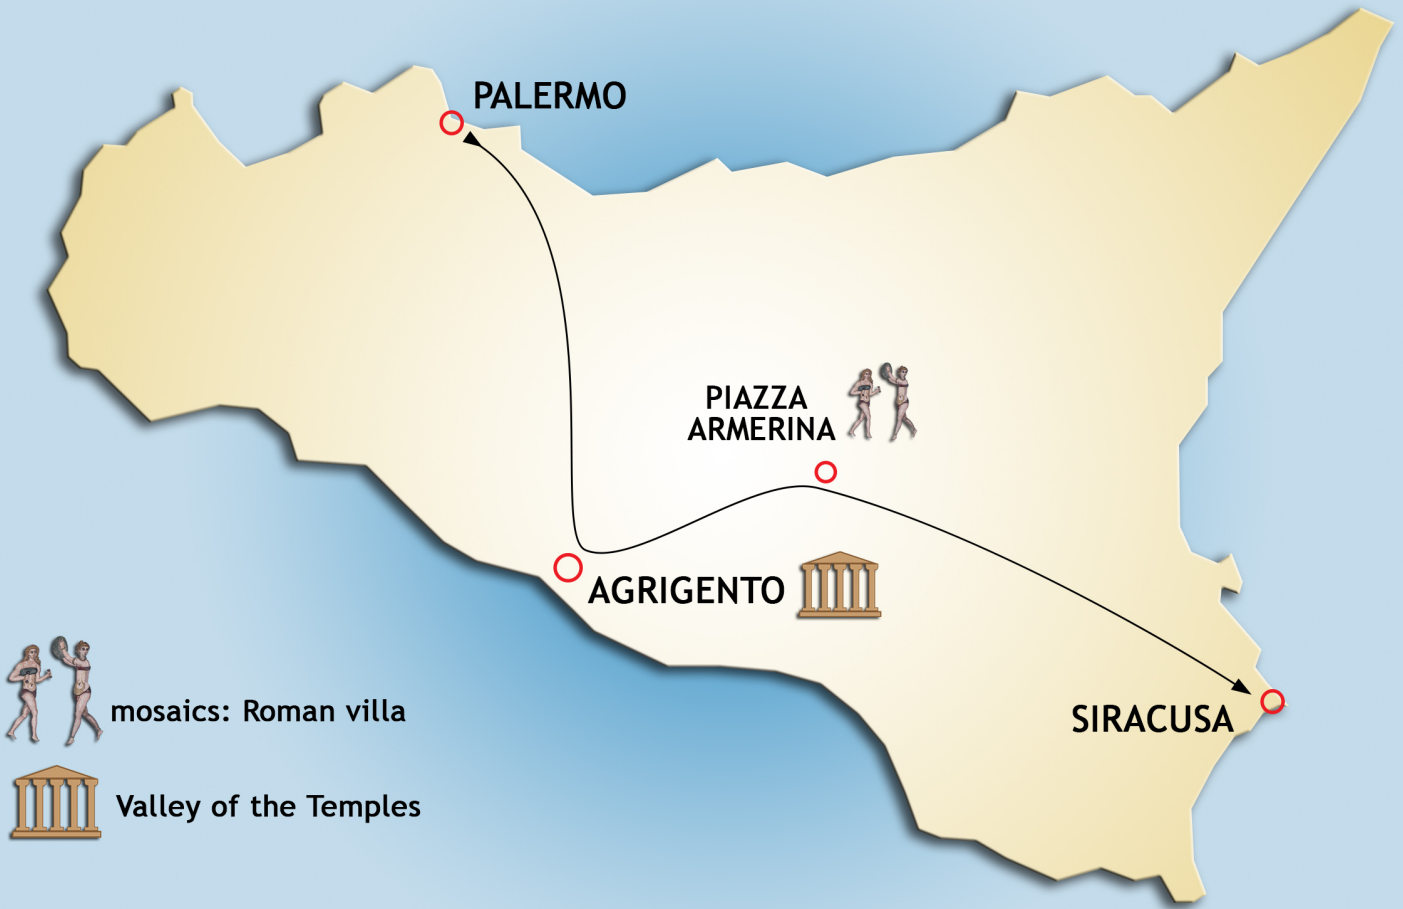 PALERMO
PIAZZA
ARMERINA
AGRIGENTO
SIRACUSA
mosaics: Roman villa
Valley of the Temples